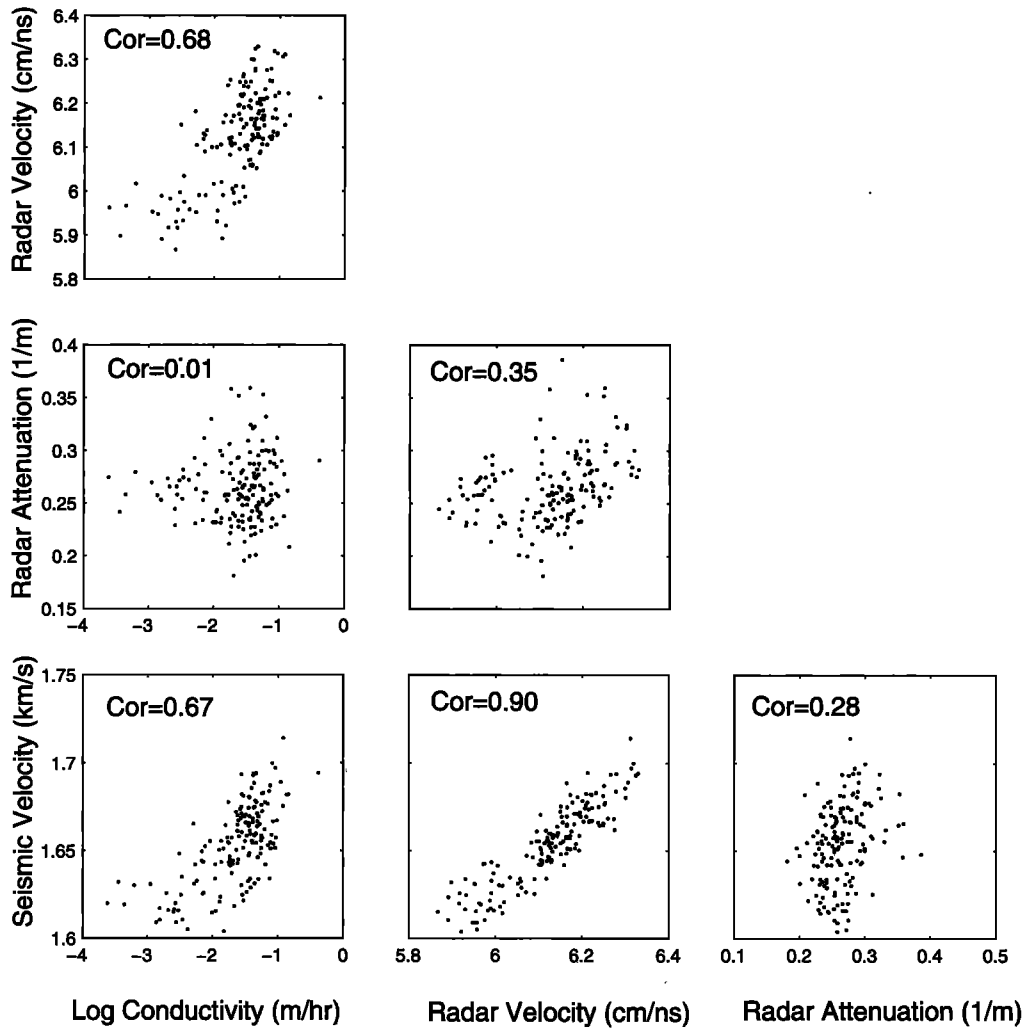 Radar Velocity (cm/ns)
6.4
6.3
6.2
6.1
6
5.9
5.8
Cor=0.68
Radar Attenuation (1/m)
0.4
0.35
0.3
0.25
0.2
0.15
Cor=0.01
−4 −3 −2 −1 0
Cor=0.35
Seismic Velocity (km/s)
1.75
1.7
1.65
1.6
Cor=0.67
−4 −3 −2 −1 0
Log Conductivity (m/hr)
Cor=0.90
5.8 6 6.2 6.4
Radar Velocity (cm/ns)
Cor=0.28
0.1 0.2 0.3 0.4 0.5
Radar Attenuation (1/m)